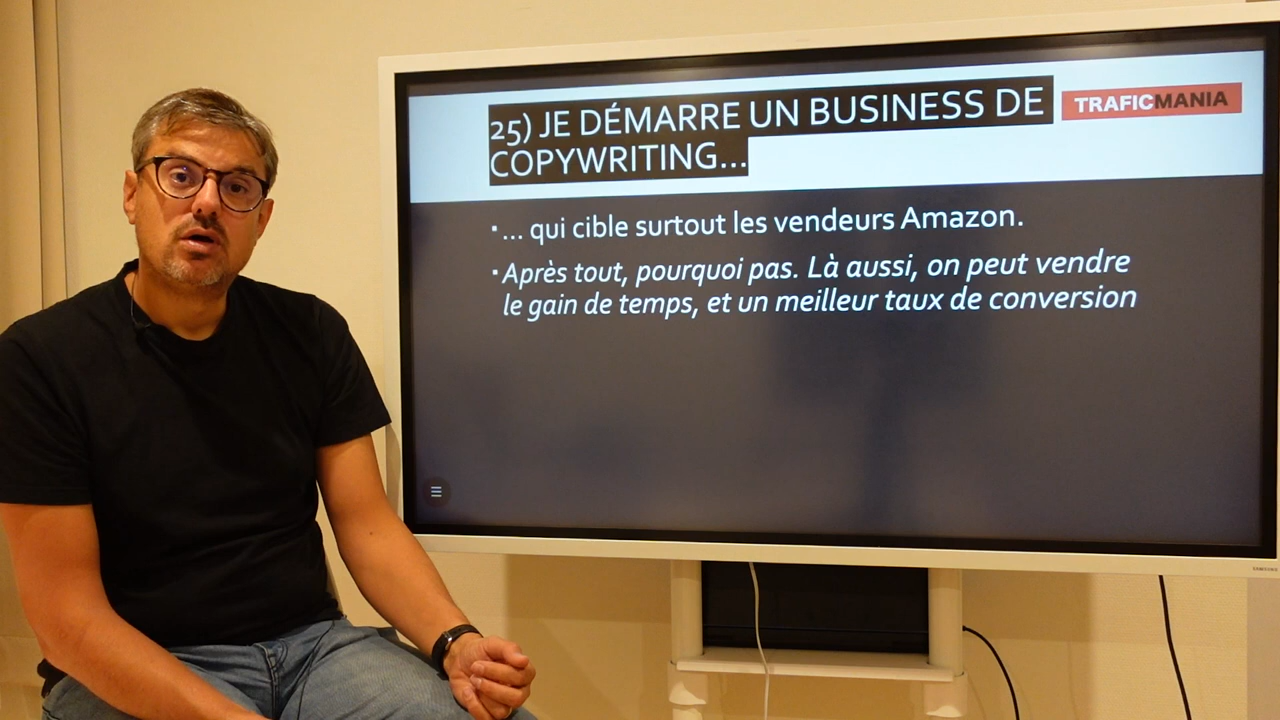 25) JE DÉMARRE UN BUSINESS DE
COPYWRITING...
TRAFICMANIA
▪... qui cible surtout les vendeurs Amazon.
▪Après tout, pourquoi pas. Là aussi, on peut vendre
le gain de temps, et un meilleur taux de conversion
SAMSUNG